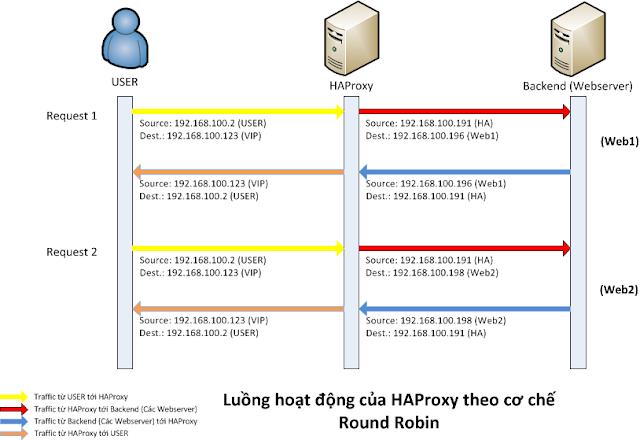 USER
HAProxy
Backend (Webserver)
Request 1
Source: 192.168.100.2 (USER)
Dest.: 192.168.100.123 (VIP)
Source: 192.168.100.191 (HA)
Dest.: 192.168.100.196 (Web1)
(Web1)
Source: 192.168.100.123 (VIP)
Dest.: 192.168.100.2 (USER)
Source: 192.168.100.196 (Web1)
Dest.: 192.168.100.191 (HA)
Request 2
Source: 192.168.100.2 (USER)
Dest.: 192.168.100.123 (VIP)
Source: 192.168.100.191 (HA)
Dest.: 192.168.100.198 (Web2)
(Web2)
Source: 192.168.100.123 (VIP)
Dest.: 192.168.100.2 (USER)
Source: 192.168.100.198 (Web2)
Dest.: 192.168.100.191 (HA)
Traffic từ USER tới HAProxy
Traffic từ HAProxy tới Backend (Các Webserver)
Traffic từ Backend (Các Webserver) tới HAProxy
Traffic từ HAProxy tới USER
Luồng hoạt động của HAProxy theo cơ chế
Round Robin